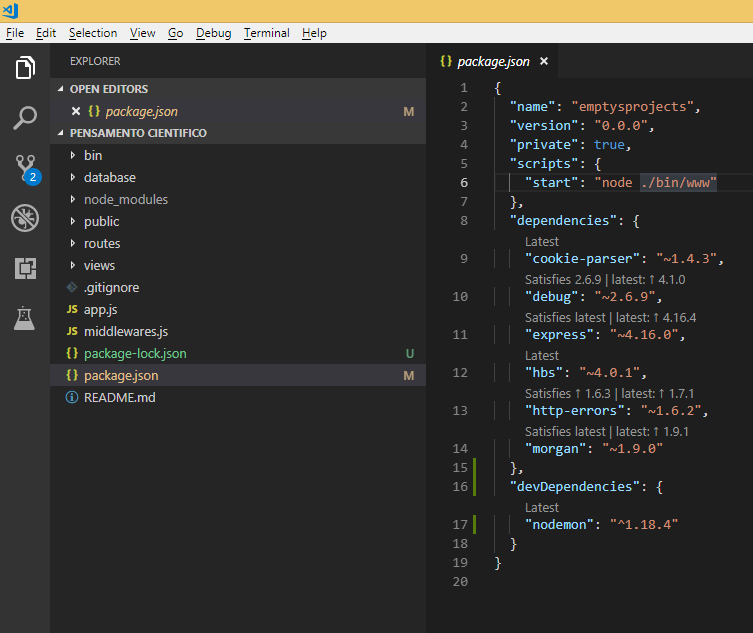 File Edit Selection View Go Debug Terminal Help
EXPLORER
OPEN EDITORS
{} package.json M
PENSAMENTO CIENTIFICO
bin
database
node_modules
public
routes
views
.gitignore
JS app.js
JS middlewares.js
{} package-lock.json U
{} package.json M
README.md
2
{} package.json
1 {
2 "name": "emptysprojects",
3 "version": "0.0.0",
4 "private": true,
5 "scripts": {
6 "start": "node ./bin/www"
7 },
8 "dependencies": {
Latest
9 "cookie-parser": "~1.4.3",
Satisfies 2.6.9 | latest: ↑ 4.1.0
10 "debug": "~2.6.9",
Satisfies latest | latest: ↑ 4.16.4
11 "express": "~4.16.0",
Latest
12 "hbs": "~4.0.1",
Satisfies ↑ 1.6.3 | latest: ↑ 1.7.1
13 "http-errors": "~1.6.2",
Satisfies latest | latest: ↑ 1.9.1
14 "morgan": "~1.9.0"
15 },
16 "devDependencies": {
Latest
17 "nodemon": "^1.18.4"
18 }
19 }
20